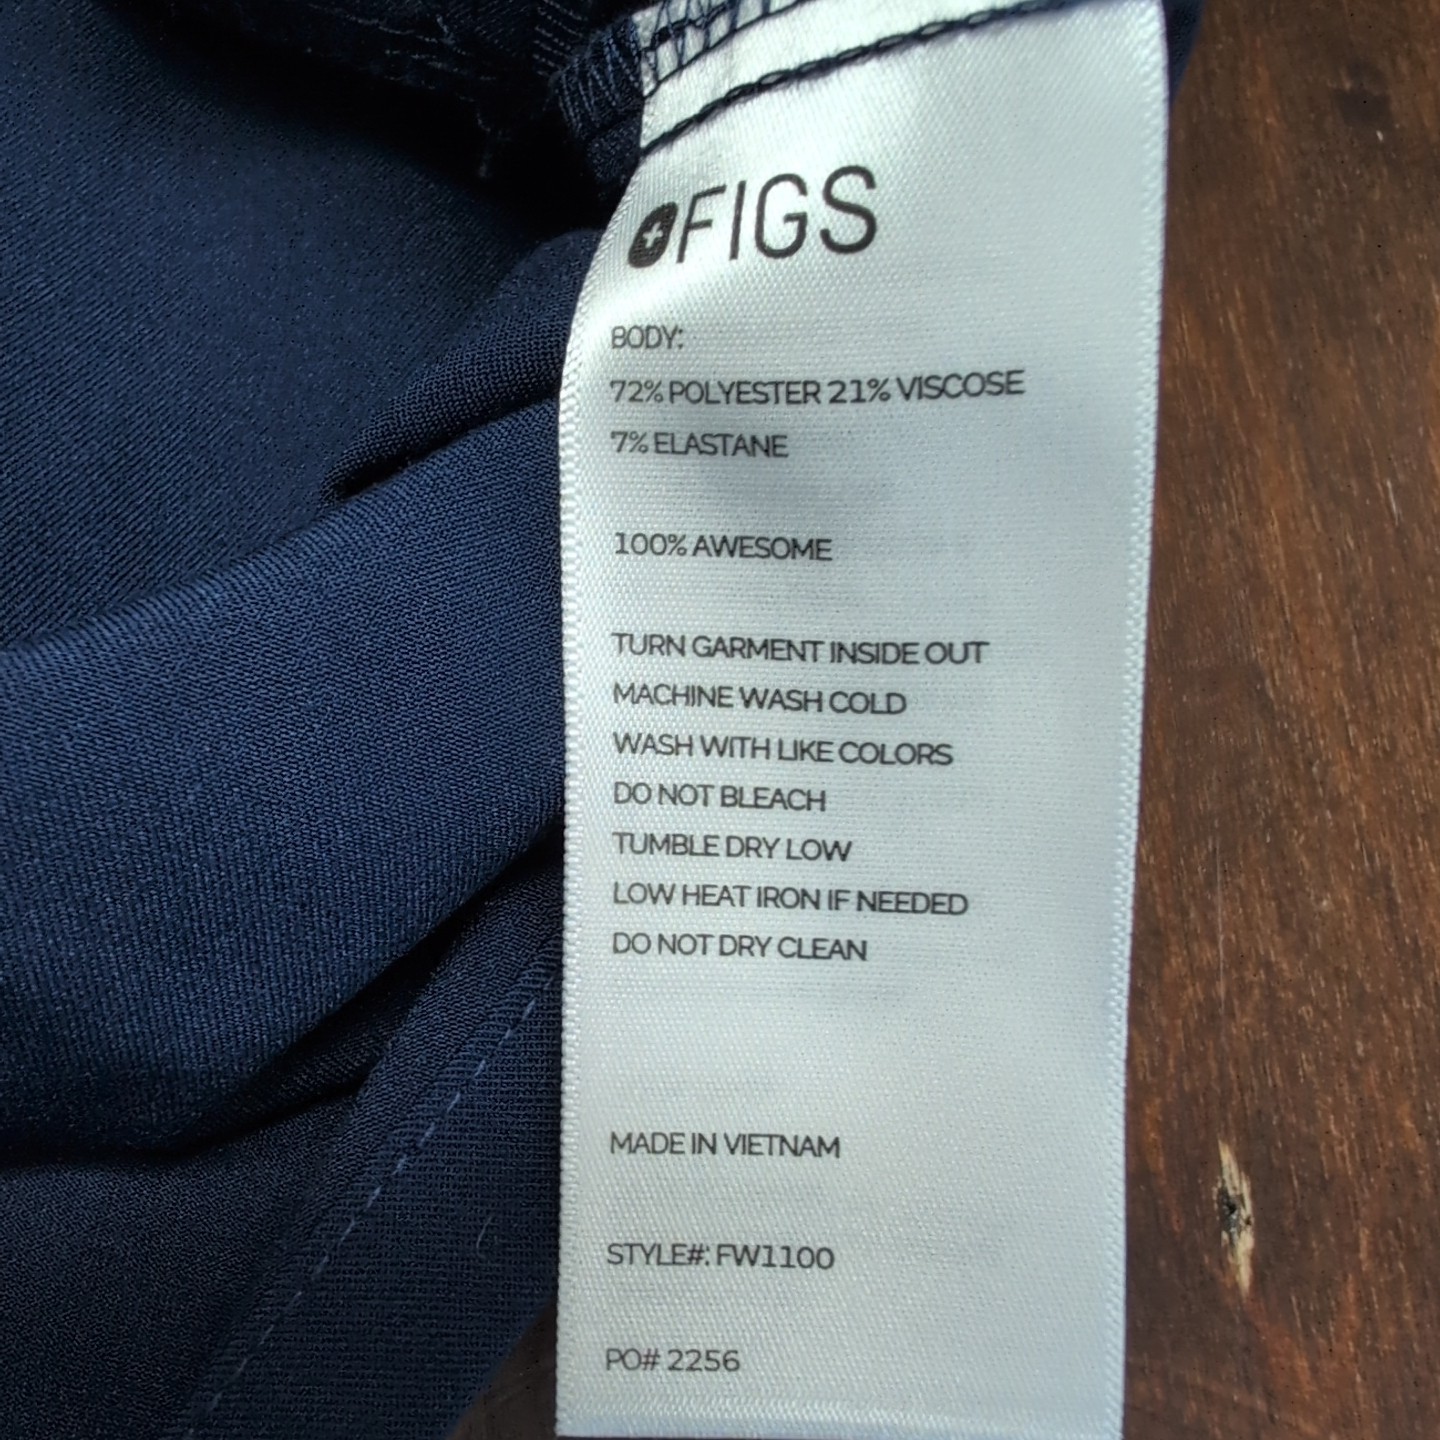 FIGS
BODY:
72% POLYESTER 21% VISCOSE
7% ELASTANE
100% AWESOME
TURN GARMENT INSIDE OUT
MACHINE WASH COLD
WASH WITH LIKE COLORS
DO NOT BLEACH
TUMBLE DRY LOW
LOW HEAT IRON IF NEEDED
DO NOT DRY CLEAN
MADE IN VIETNAM
STYLE#: FW1100
PO# 2256